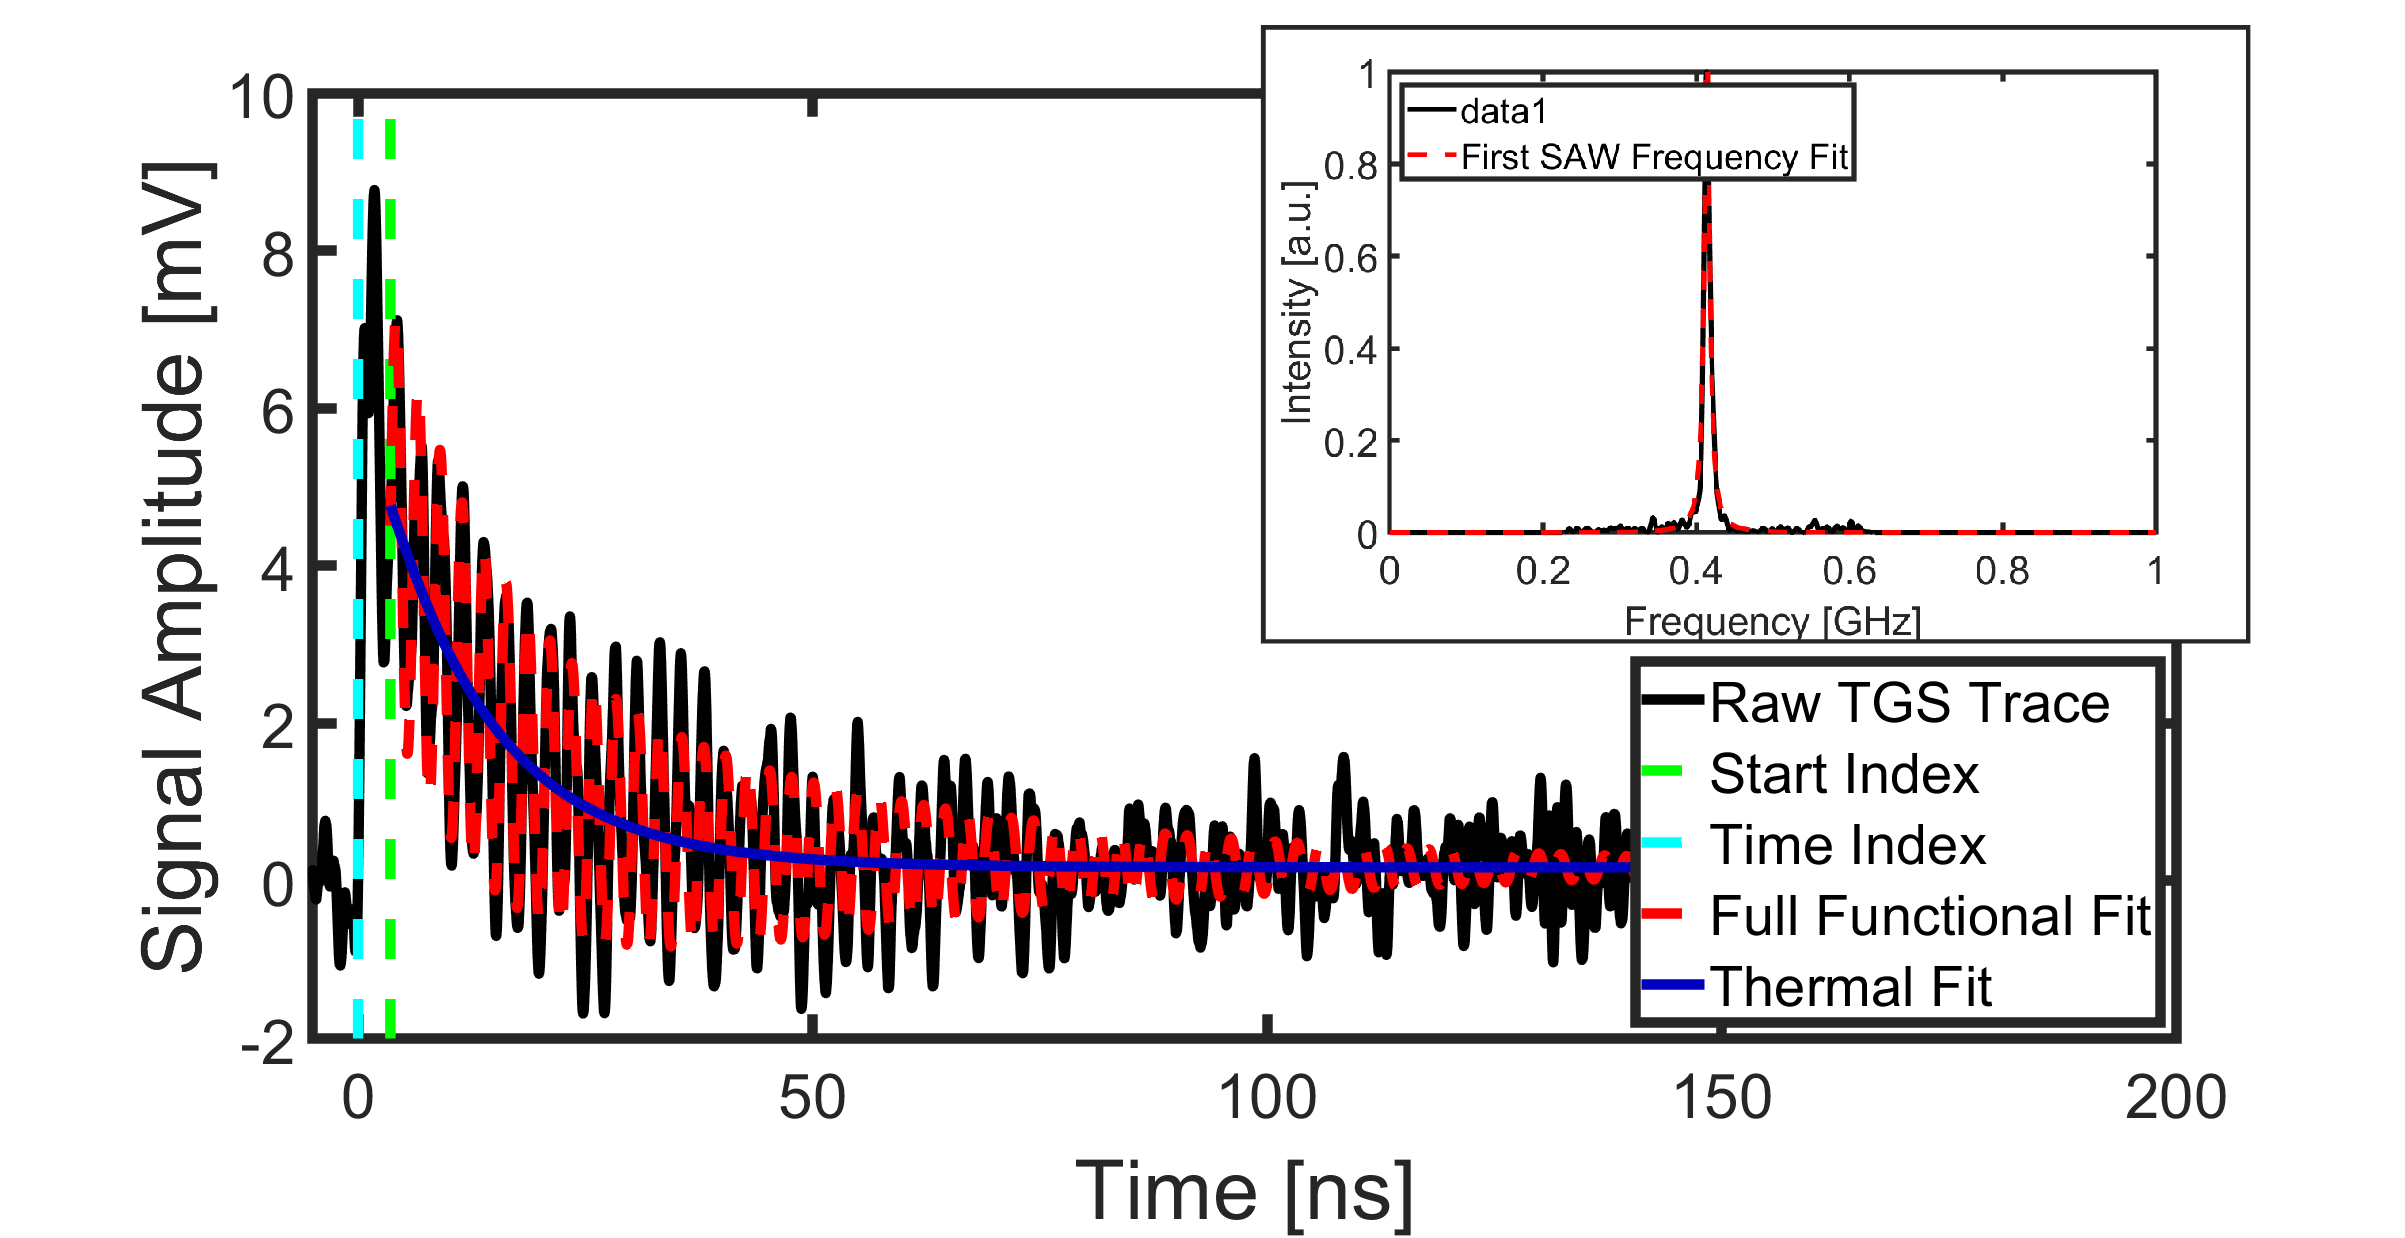 Signal Amplitude [mV]
10
8
6
4
2
0
-2
0
50
100
150
200
Time [ns]
Intensity [a.u.]
1
0.8
0.6
0.4
0.2
0
0
0.2
0.4
0.6
0.8
1
Frequency [GHz]
data1
First SAW Frequency Fit
Raw TGS Trace
Start Index
Time Index
Full Functional Fit
Thermal Fit